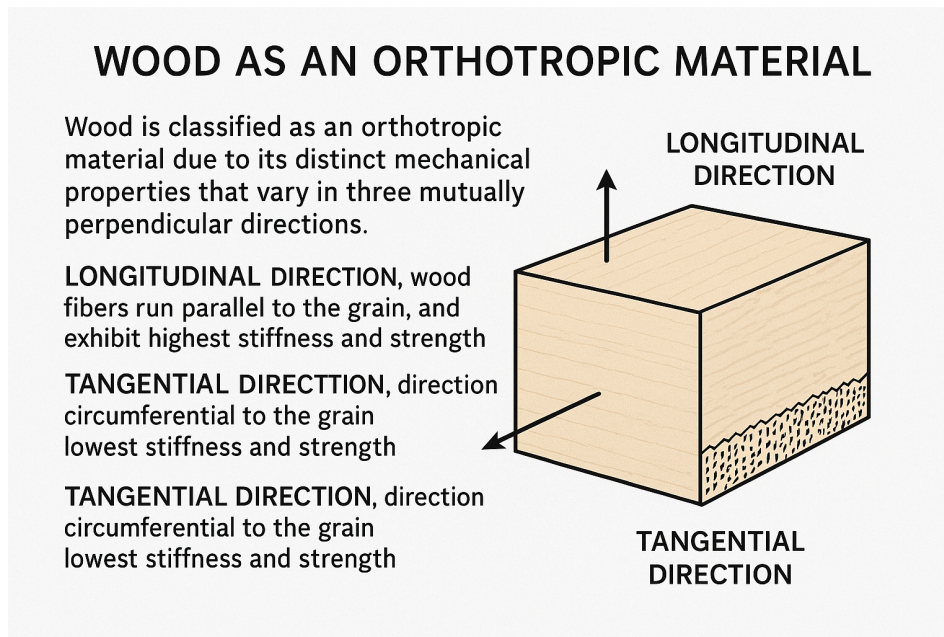 WOOD AS AN ORTHOTROPIC MATERIAL
Wood is classified as an orthotropic
material due to its distinct mechanical
properties that vary in three mutually
perpendicular directions.
LONGITUDINAL DIRECTION, wood
fibers run parallel to the grain, and
exhibit highest stiffness and strength
TANGENTIAL DIRECTTION, direction
circumferential to the grain
lowest stiffness and strength
TANGENTIAL DIRECTION, direction
circumferential to the grain
lowest stiffness and strength
LONGITUDINAL
DIRECTION
TANGENTIAL
DIRECTION